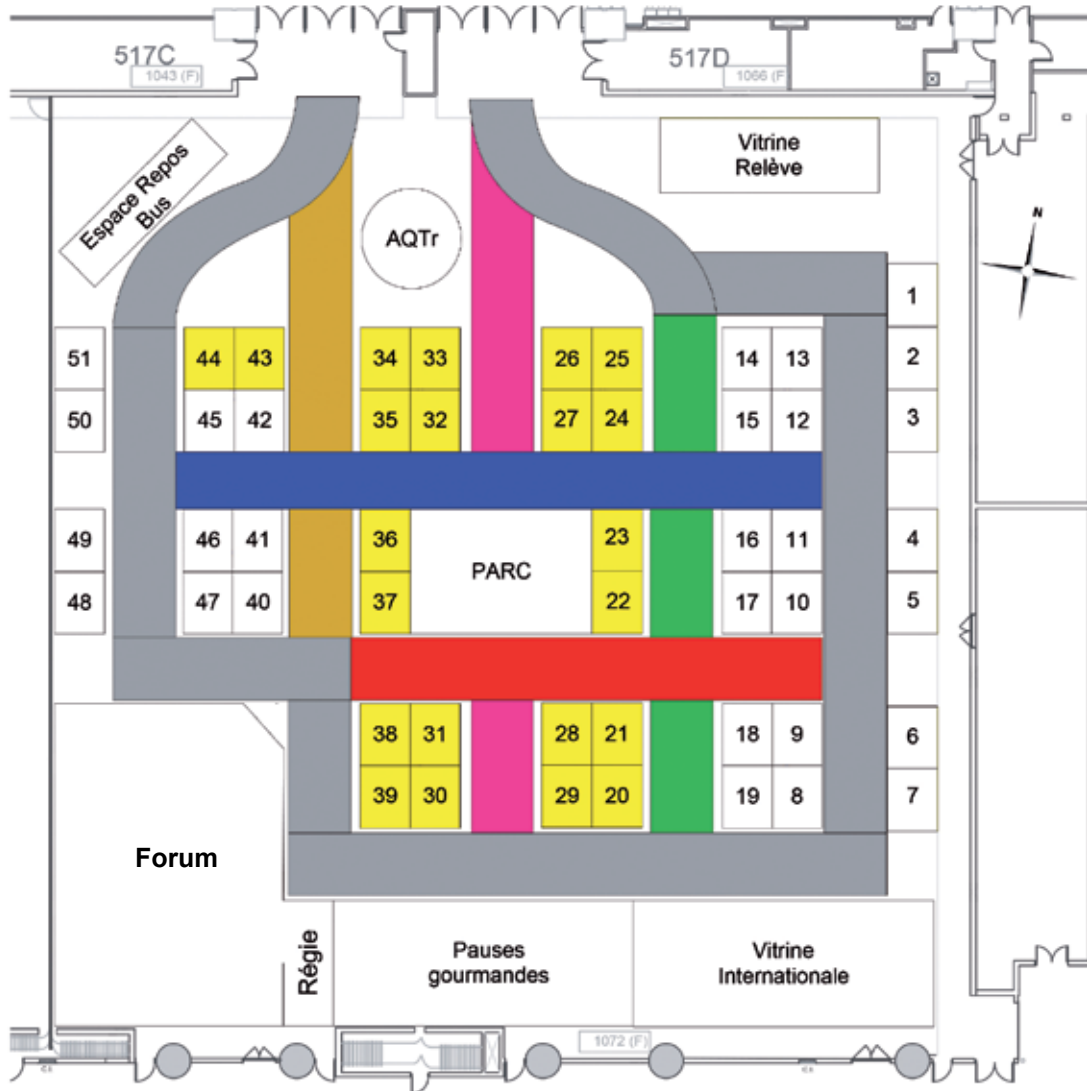 517C
1043 (F)
517D
1066 (F)
Vitrine
Relève
Espace Repos
Bus
AQTr
N
1
51 44 43 34 33 26 25 14 13 2
50 45 42 35 32 27 24 15 12 3
49 46 41 36 23 16 11 4
PARC
48 47 40 37 22 17 10 5
38 31 28 21 18 9 6
39 30 29 20 19 8 7
Forum
Régie
Pauses
gourmandes
Vitrine
Internationale
1072 (F)